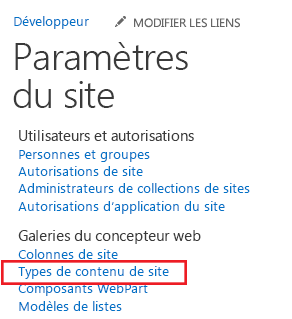 Développeur MODIFIER LES LIENS
Paramètres
du site
Utilisateurs et autorisations
Personnes et groupes
Autorisations de site
Administrateurs de collections de sites
Autorisations d'application du site
Galeries du concepteur web
Colonnes de site
Types de contenu de site
Composants WebPart
Modèles de listes